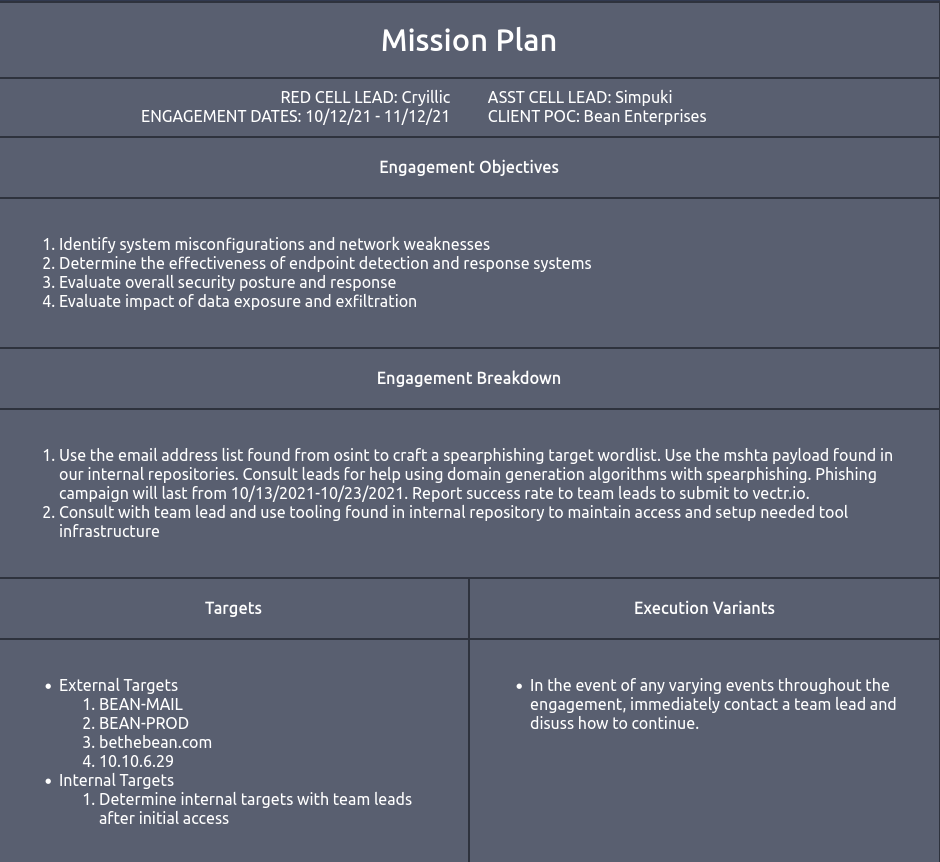 Mission Plan
RED CELL LEAD: Cryillic
ENGAGEMENT DATES: 10/12/21 - 11/12/21
ASST CELL LEAD: Simpuki
CLIENT POC: Bean Enterprises
Engagement Objectives
1. Identify system misconfigurations and network weaknesses
2. Determine the effectiveness of endpoint detection and response systems
3. Evaluate overall security posture and response
4. Evaluate impact of data exposure and exfiltration
Engagement Breakdown
1. Use the email address list found from osint to craft a spearphishing target wordlist. Use the mshta payload found in
our internal repositories. Consult leads for help using domain generation algorithms with spearphishing. Phishing
campaign will last from 10/13/2021-10/23/2021. Report success rate to team leads to submit to vectr.io.
2. Consult with team lead and use tooling found in internal repository to maintain access and setup needed tool
infrastructure
Targets
• External Targets
1. BEAN-MAIL
2. BEAN-PROD
3. bethebean.com
4. 10.10.6.29
• Internal Targets
1. Determine internal targets with team leads
after initial access
Execution Variants
• In the event of any varying events throughout the
engagement, immediately contact a team lead and
disuss how to continue.